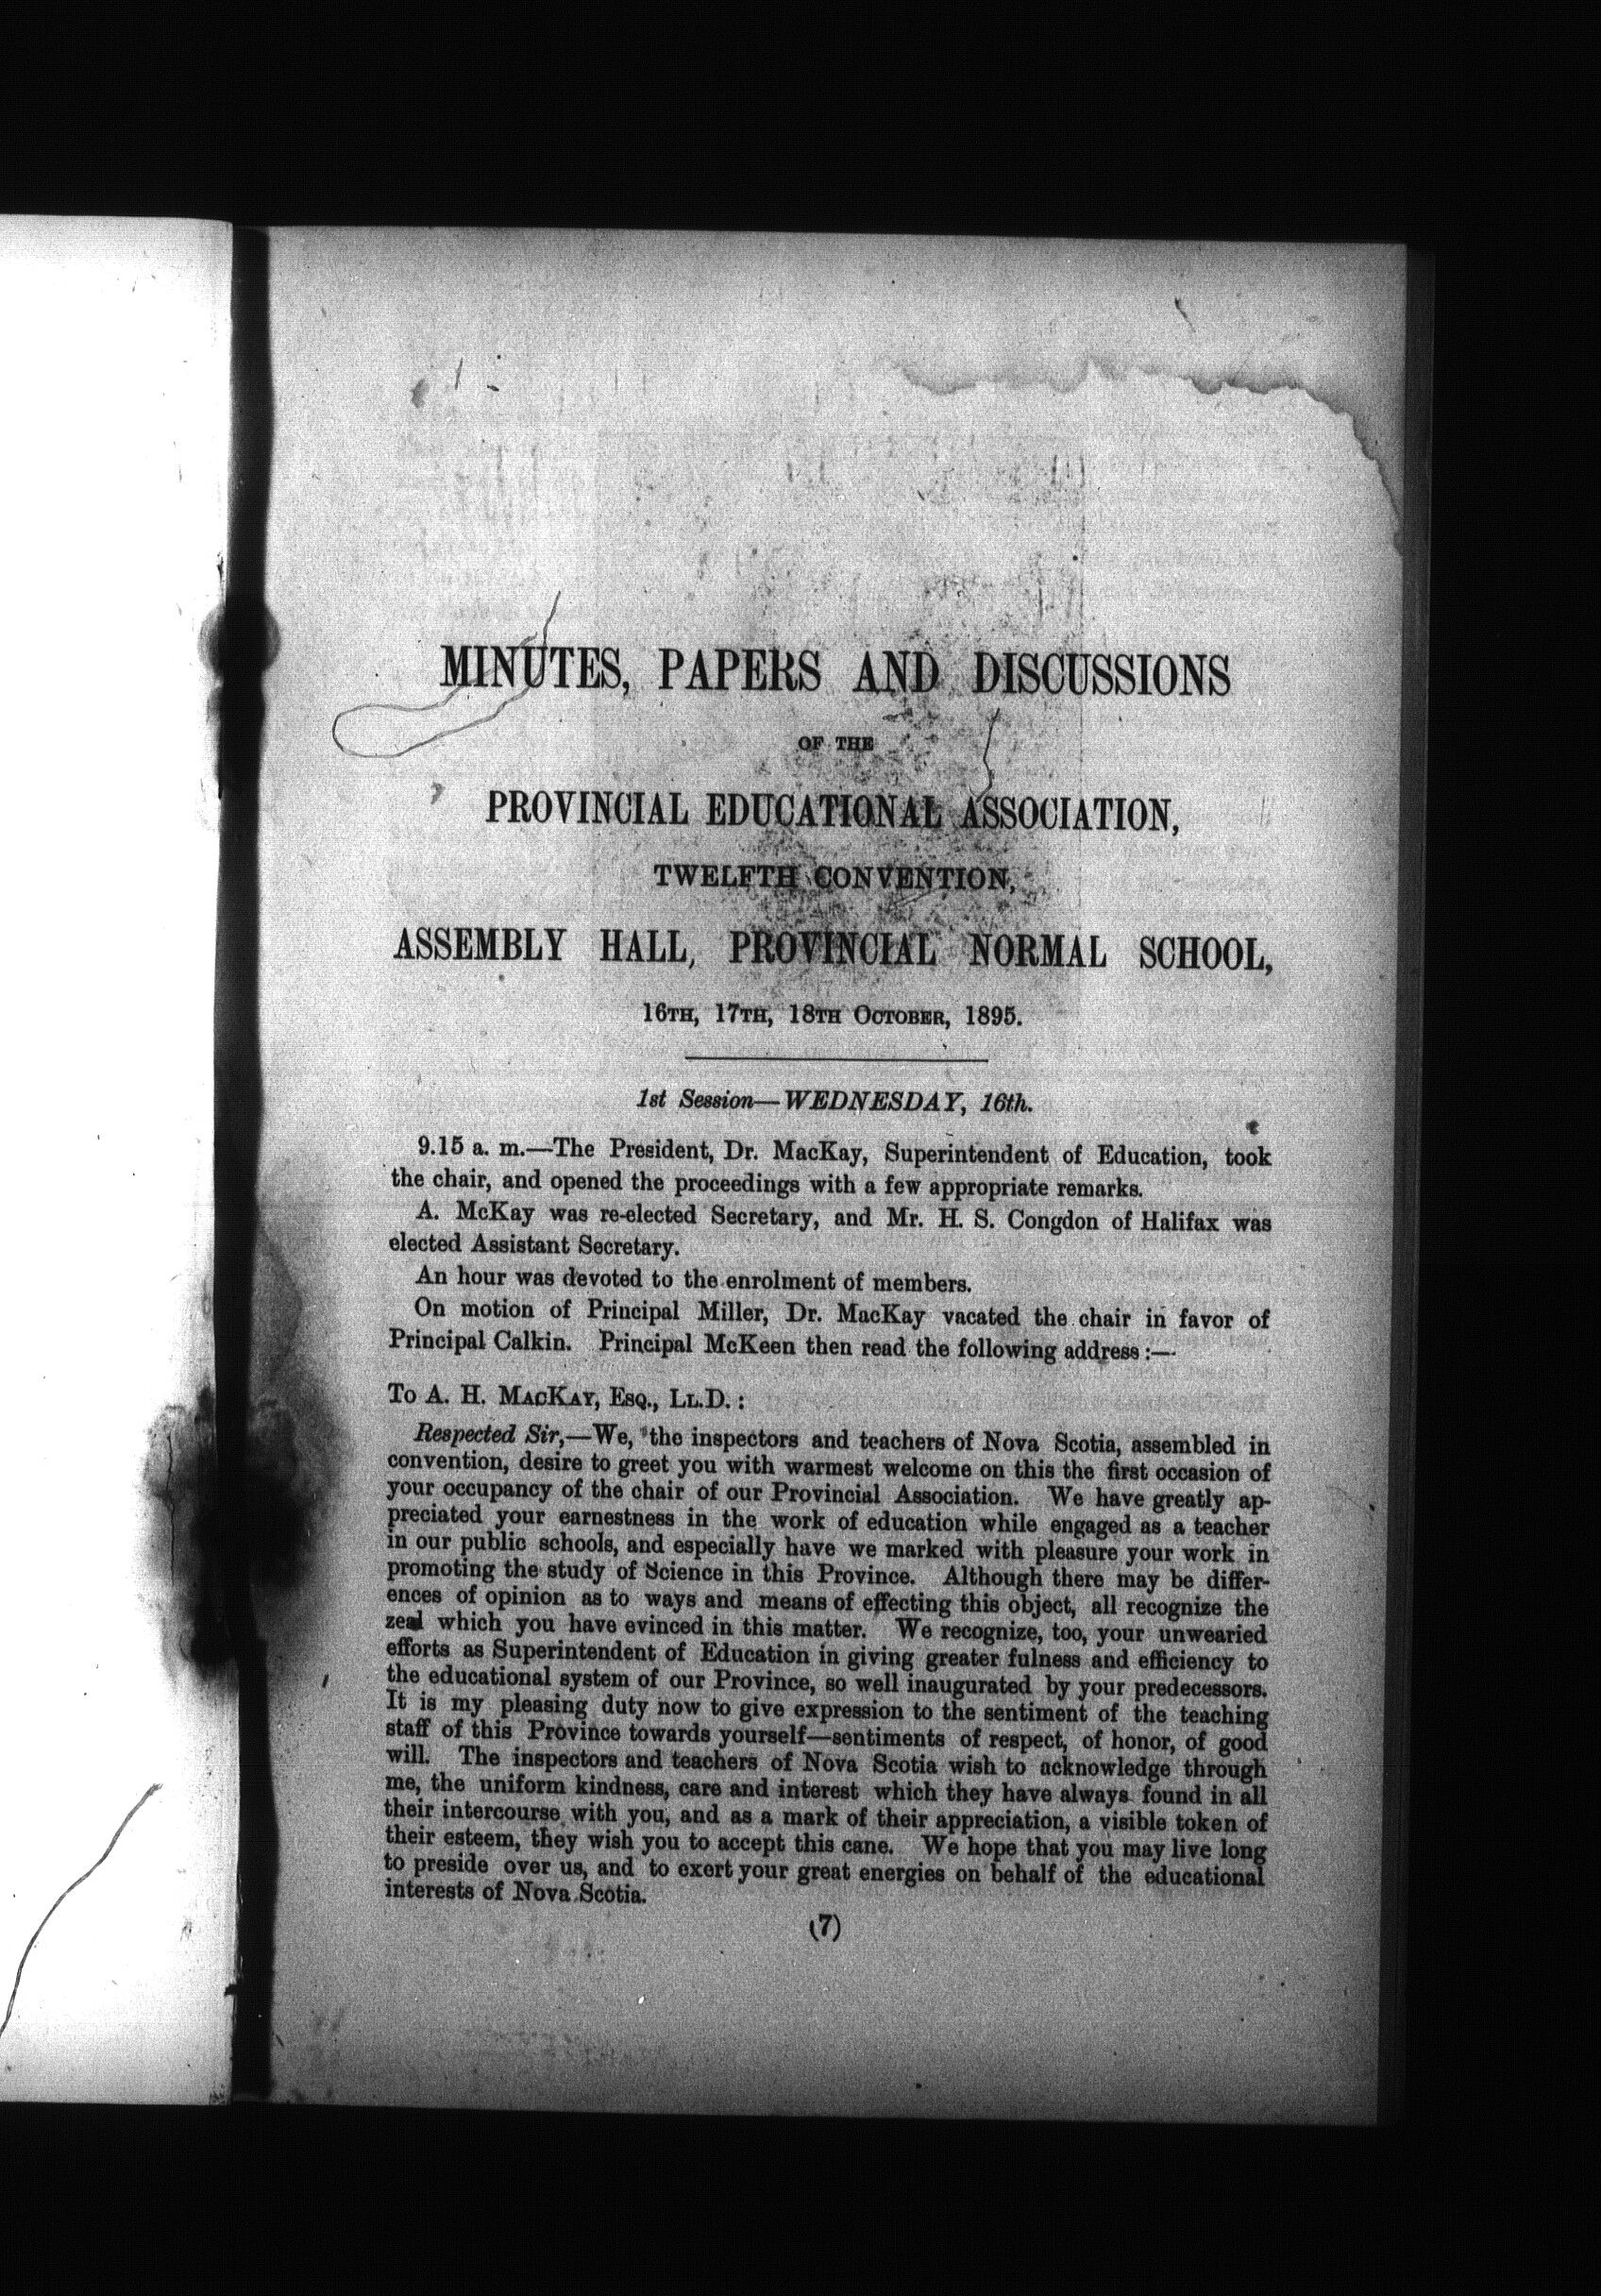 MINUTES, PAPERS AND DISCUSSIONS
OF THE
PROVINCIAL EDUCATIONAL ASSOCIATION,
TWELFTH CONVENTION,
ASSEMBLY HALL, PROVINCIAL NORMAL SCHOOL,
16TH, 17TH, 18TH OCTOBER, 1895.
1st Session—WEDNESDAY, 16th.
9.15 a. m.—The President, Dr. MacKay, Superintendent of Education, took
the chair, and opened the proceedings with a few appropriate remarks.
A. McKay was re-elected Secretary, and Mr. H. S. Congdon of Halifax was
elected Assistant Secretary.
An hour was devoted to the enrolment of members.
On motion of Principal Miller, Dr. MacKay vacated the chair in favor of
Principal Calkin. Principal McKeen then read the following address :—
To A. H. MACKAY, ESQ., LL.D. :
Respected Sir,—We, the inspectors and teachers of Nova Scotia, assembled in
convention, desire to greet you with warmest welcome on this the first occasion of
your occupancy of the chair of our Provincial Association. We have greatly ap-
preciated your earnestness in the work of education while engaged as a teacher
in our public schools, and especially have we marked with pleasure your work in
promoting the study of Science in this Province. Although there may be differ-
ences of opinion as to ways and means of effecting this object, all recognize the
zeal which you have evinced in this matter. We recognize, too, your unwearied
efforts as Superintendent of Education in giving greater fulness and efficiency to
the educational system of our Province, so well inaugurated by your predecessors.
It is my pleasing duty now to give expression to the sentiment of the teaching
staff of this Province towards yourself—sentiments of respect, of honor, of good
will. The inspectors and teachers of Nova Scotia wish to acknowledge through
me, the uniform kindness, care and interest which they have always found in all
their intercourse with you, and as a mark of their appreciation, a visible token of
their esteem, they wish you to accept this cane. We hope that you may live long
to preside over us, and to exert your great energies on behalf of the educational
interests of Nova Scotia.
(7)